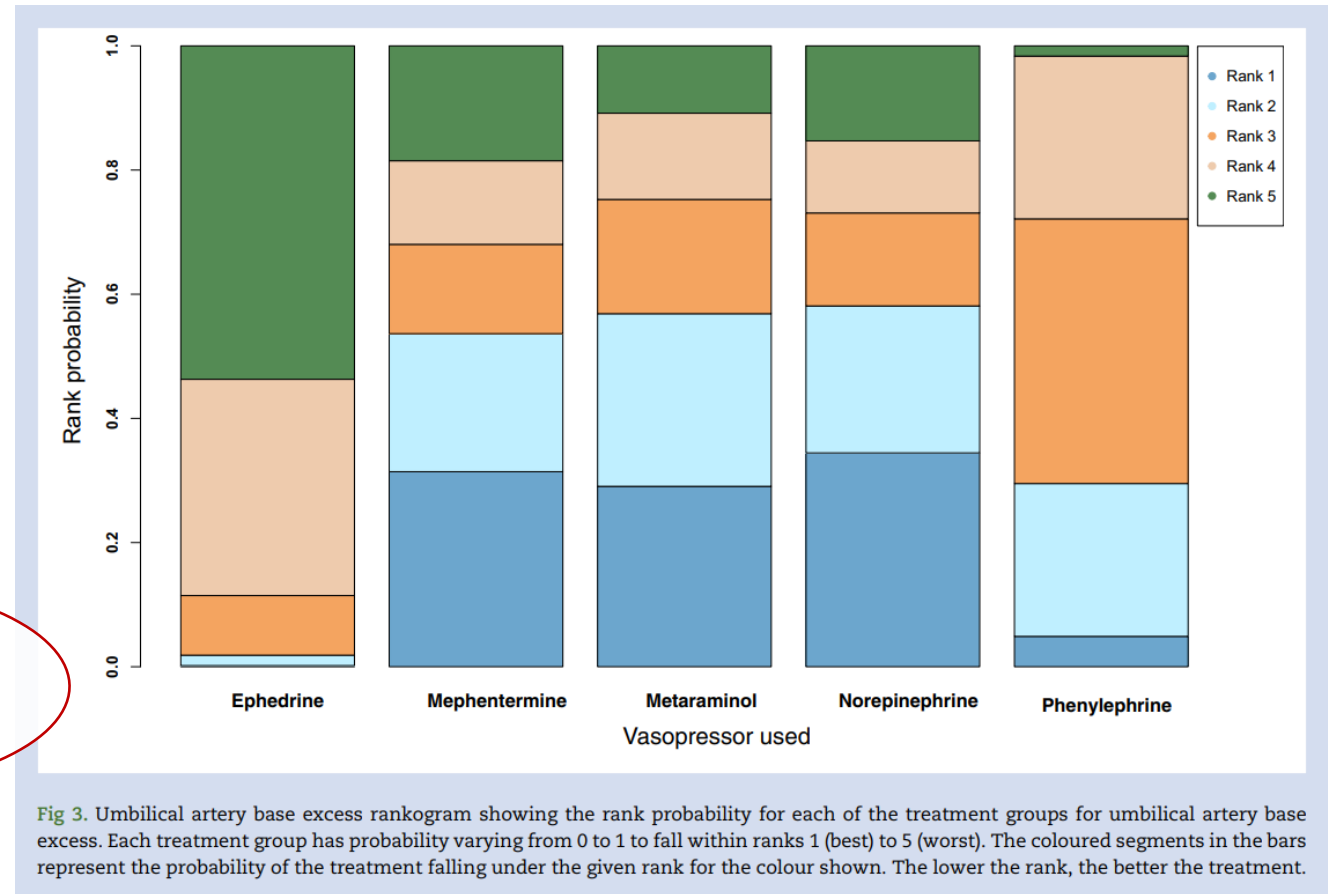 1.0
0.8
0.6
0.4
0.2
0.0
Rank probability
Rank 1
Rank 2
Rank 3
Rank 4
Rank 5
Ephedrine Mephentermine Metaraminol Norepinephrine Phenylephrine
Vasopressor used
Fig 3. Umbilical artery base excess rankogram showing the rank probability for each of the treatment groups for umbilical artery base
excess. Each treatment group has probability varying from 0 to 1 to fall within ranks 1 (best) to 5 (worst). The coloured segments in the bars
represent the probability of the treatment falling under the given rank for the colour shown. The lower the rank, the better the treatment.